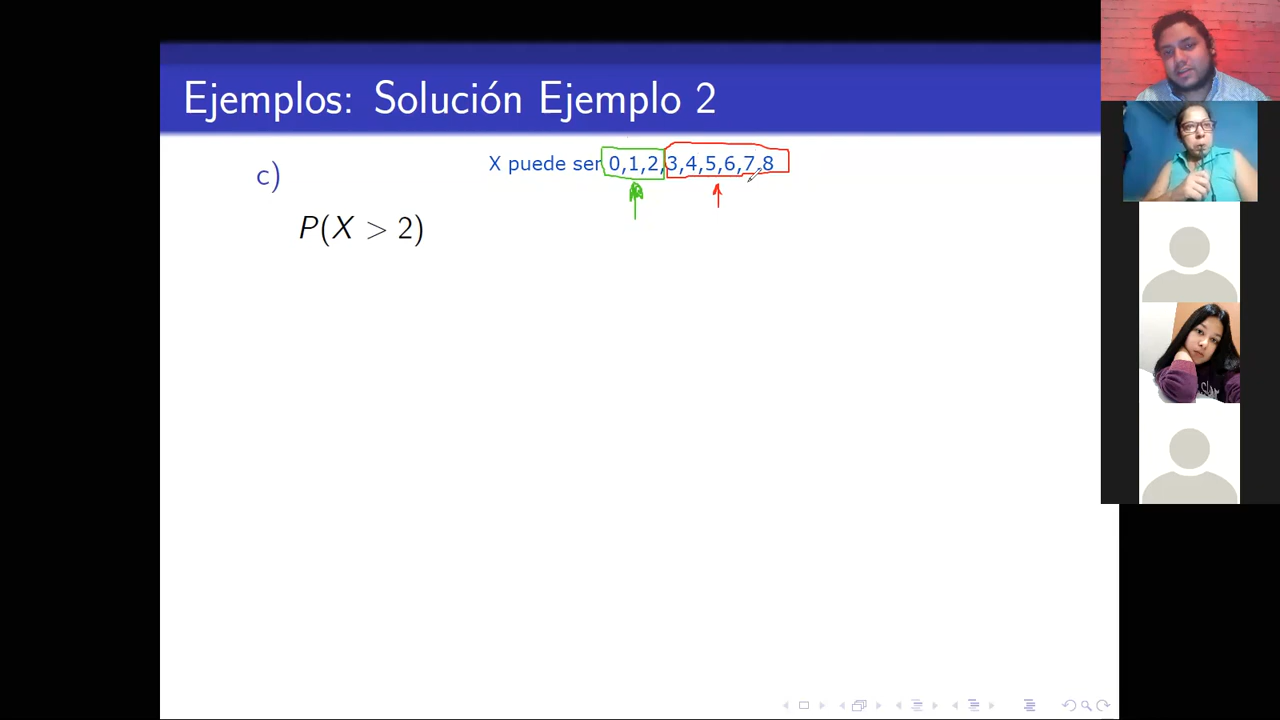 Ejemplos: Solución Ejemplo 2
X puede ser 0,1,2,3,4,5,6,7,8
c)
P(X > 2)